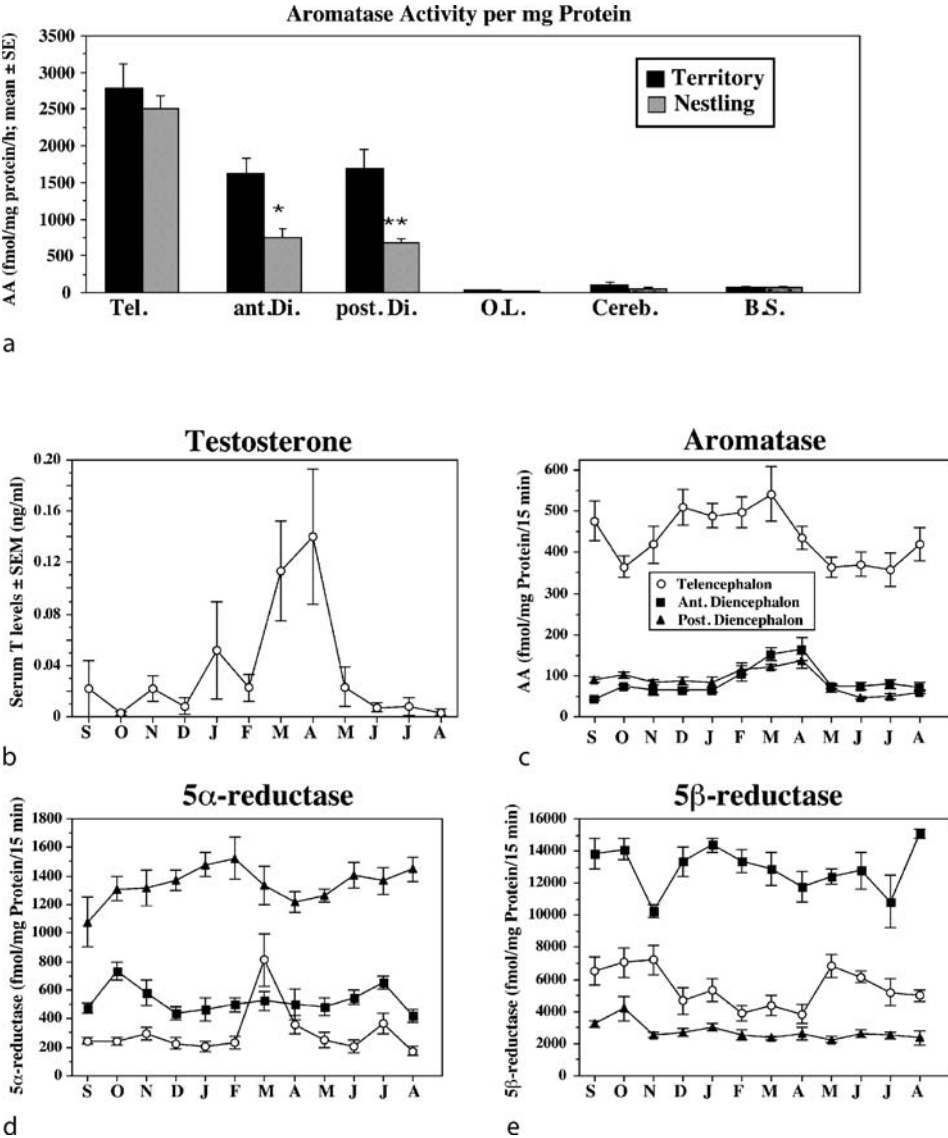 Aromatase Activity per mg Protein
AA (fmol/mg protein/h; mean ± SE)
3500
3000
2500
2000
1500
1000
500
0
Territory
Nestling
*
**
Tel. ant.Di. post. Di. O.L. Cereb. B.S.
a
Testosterone
Serum T levels ± SEM (ng/ml)
0.20
0.16
0.12
0.08
0.04
0
S O N D J F M A M J J A
b
Aromatase
AA (fmol/mg Protein/15 min)
600
500
400
300
200
100
0
Telencephalon
Ant. Diencephalon
Post. Diencephalon
S O N D J F M A M J J A
c
5α-reductase
5α-reductase (fmol/mg Protein/15 min)
1800
1600
1400
1200
1000
800
600
400
200
0
S O N D J F M A M J J A
d
5β-reductase
5β-reductase (fmol/mg Protein/15 min)
16000
14000
12000
10000
8000
6000
4000
2000
0
S O N D J F M A M J J A
e